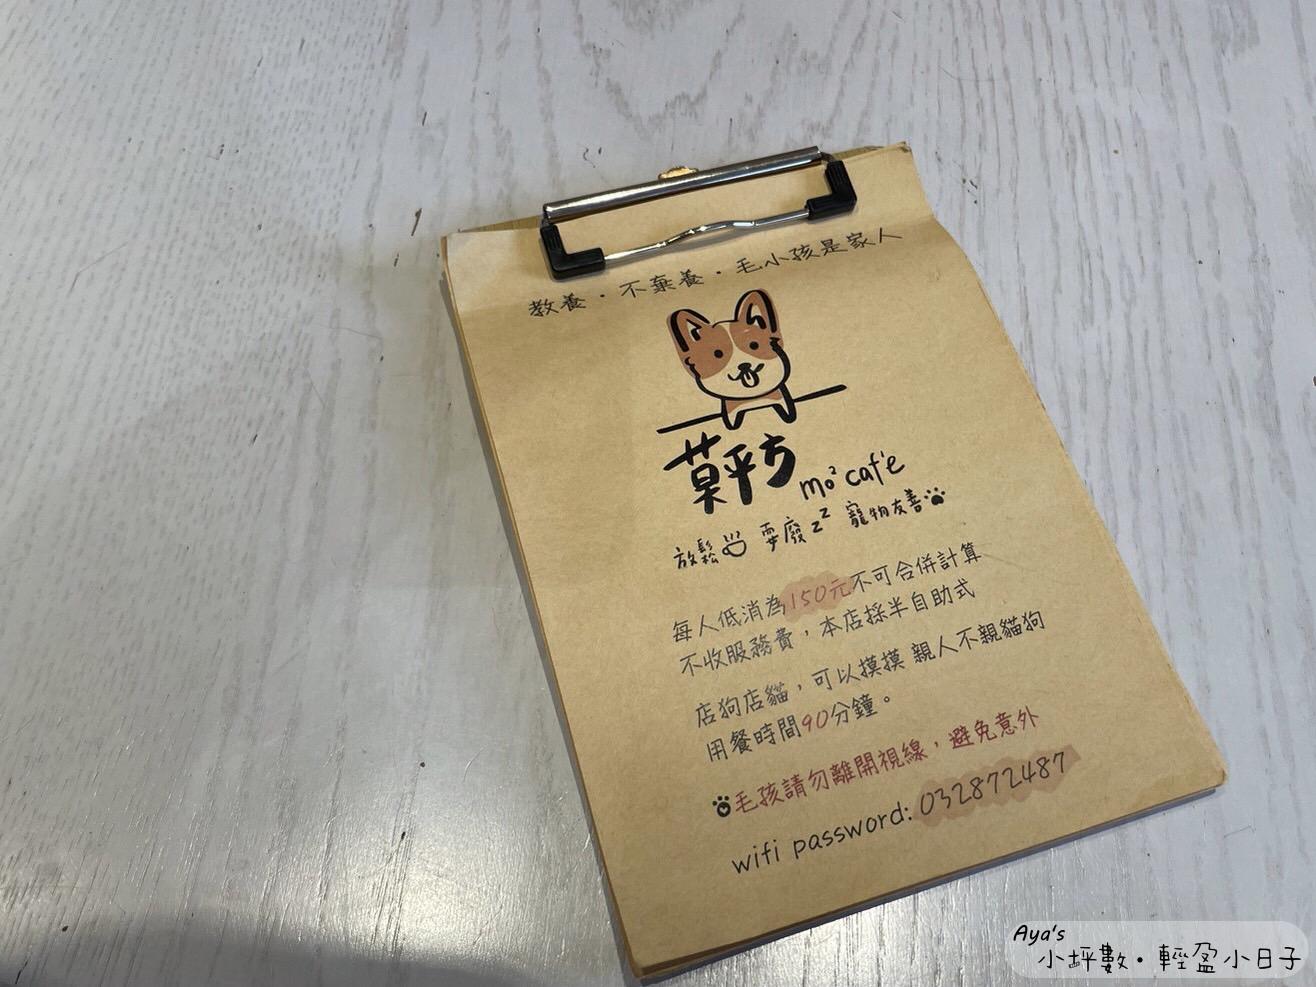 教養·不棄養·毛小孩是家人
莫平方 mo² cafe
放鬆 耍廢 zz 寵物友善
每人低消為150元不可合併計算
不收服務費,本店採半自助式
店狗店貓,可以摸摸 親人不親貓狗
用餐時間90分鐘。
毛孩請勿離開視線,避免意外
wifi password: 032872487
Aya's
小坪數·輕盈小日子